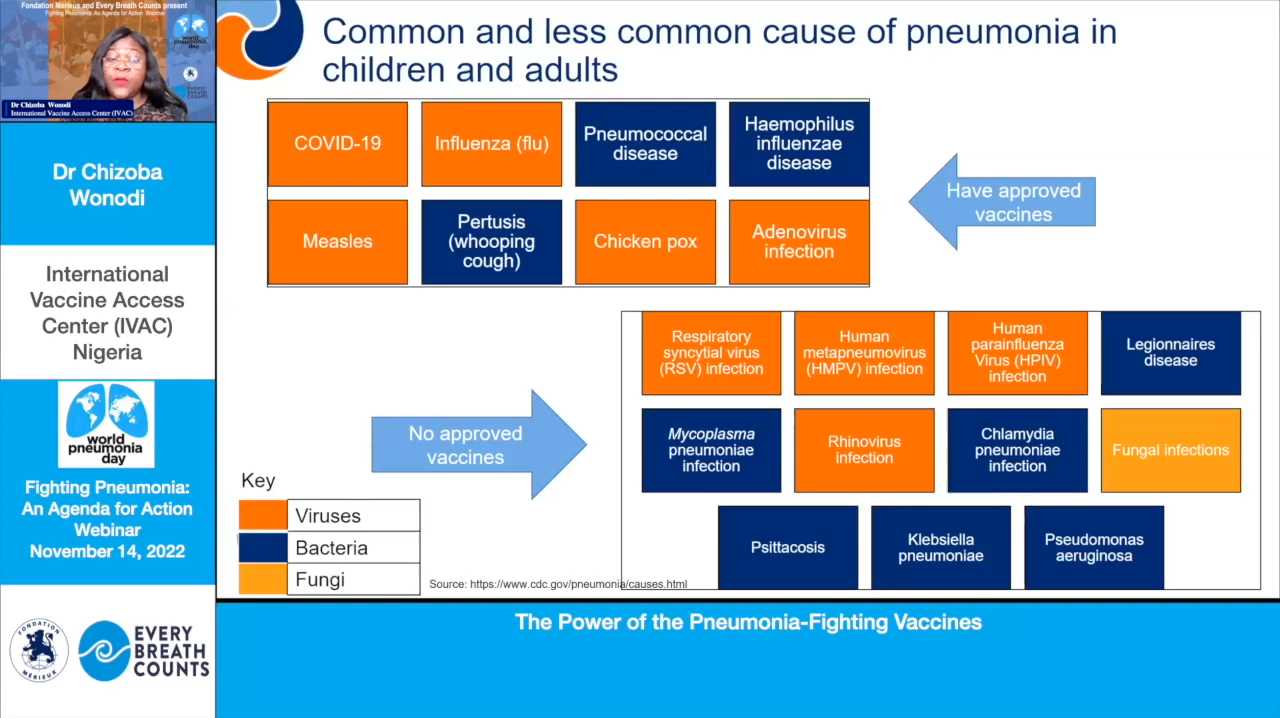 Fondation Mérieux and Every Breath Counts present
Fighting Pneumonia: An Agenda for Action Webinar
world
pneumonia
day
Dr Chizoba Wonodi
International Vaccine Access Center (IVAC)
Dr Chizoba
Wonodi
International
Vaccine Access
Center (IVAC)
Nigeria
world
pneumonia
day
Fighting Pneumonia:
An Agenda for Action
Webinar
November 14, 2022
FONDATION
MÉRIEUX
EVERY
BREATH
COUNTS
Common and less common cause of pneumonia in
children and adults
COVID-19
Influenza (flu)
Pneumococcal
disease
Haemophilus
influenzae
disease
Measles
Pertusis
(whooping
cough)
Chicken pox
Adenovirus
infection
Have approved
vaccines
No approved
vaccines
Respiratory
syncytial virus
(RSV) infection
Human
metapneumovirus
(HMPV) infection
Human
parainfluenza
Virus (HPIV)
infection
Legionnaires
disease
Mycoplasma
pneumoniae
infection
Rhinovirus
infection
Chlamydia
pneumoniae
infection
Fungal infections
Psittacosis
Klebsiella
pneumoniae
Pseudomonas
aeruginosa
Key
Viruses
Bacteria
Fungi
Source: https://www.cdc.gov/pneumonia/causes.html
The Power of the Pneumonia-Fighting Vaccines